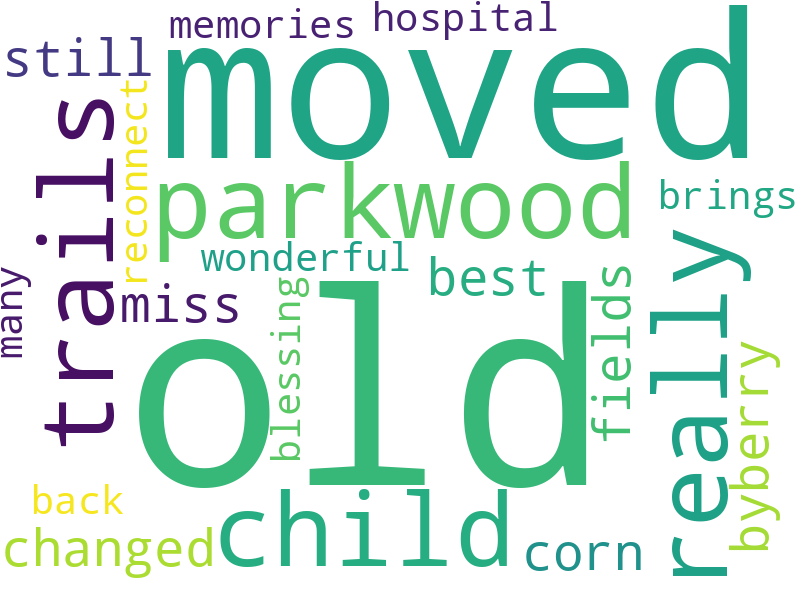 memories
hospital
still
moved
trails
reconnect
parkwood
brings
wonderful
best
many
miss
blessing
old
fields
really
byberry
back
changed
child
corn